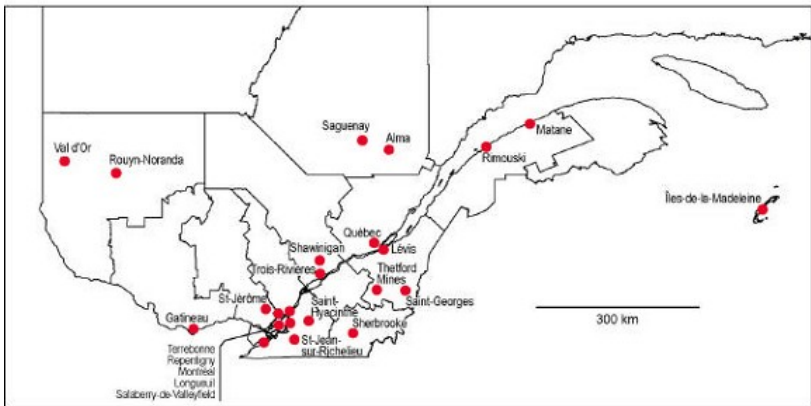 Saguenay
Alma
Matane
Rimouski
Val d'Or
Rouyn-Noranda
Îles-de-la-Madeleine
Québec
Lévis
Shawinigan
Trois-Rivières
Thetford
Mines
Saint-Georges
St-Jérôme
Saint-
Hyacinthe
Gatineau
Sherbrooke
St-Jean-
sur-Richelieu
300 km
Terrebonne
Repentigny
Montréal
Longueuil
Salaberry-de-Valleyfield